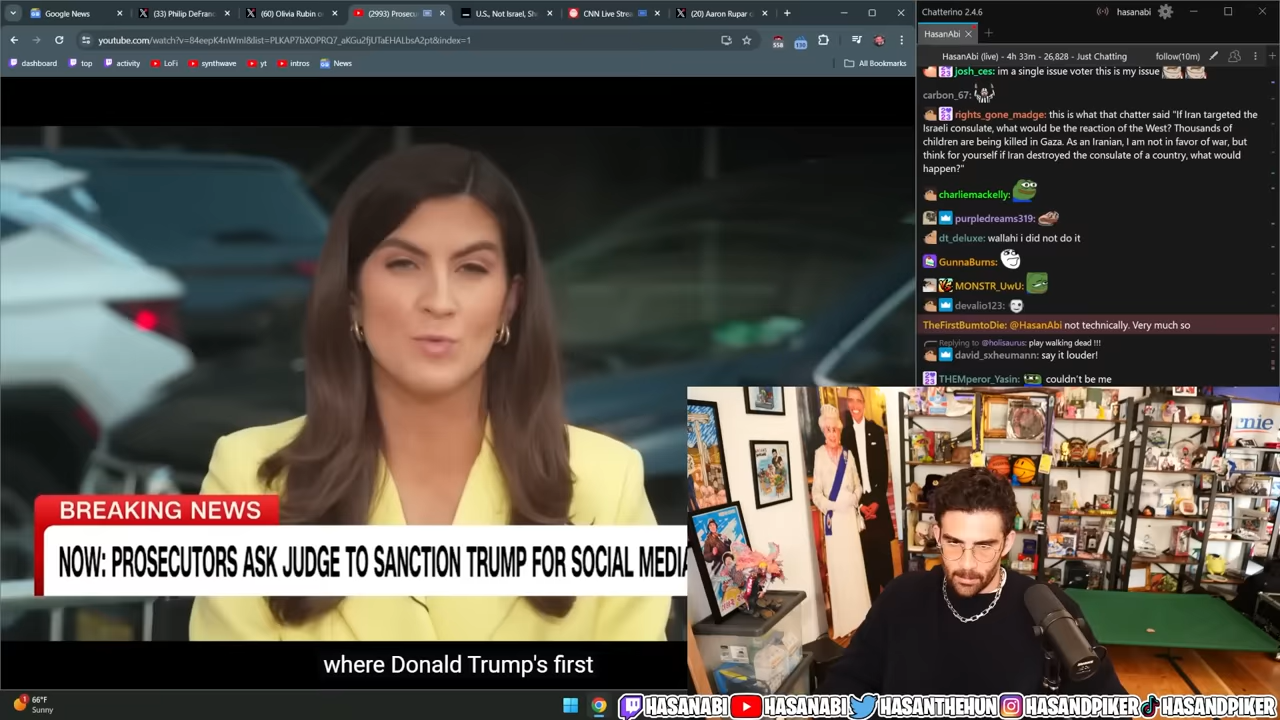 Google News
(33) Philip DeFran
(60) Olivia Rubin o
(2993) Prosecu
U.S., Not Israel, Sh
CNN Live Strea
(20) Aaron Rupar o
youtube.com/watch?v=84eepK4nWmI&list=PLKAP7bXOPRQ7_aKGu2fjUTaEHALbsA2pt&index=1
558
136
dashboard
top
activity
LoFi
synthwave
yt
intros
News
All Bookmarks
BREAKING NEWS
NOW: PROSECUTORS ASK JUDGE TO SANCTION TRUMP FOR SOCIAL MEDIA
where Donald Trump's first
Chatterino 2.4.6
hasanabi
HasanAbi
HasanAbi (live) - 4h 33m - 26,828 - Just Chatting
follow(10m)
josh_ces: im a single issue voter this is my issue
carbon_67:
rights_gone_madge: this is what that chatter said "If Iran targeted the
Israeli consulate, what would be the reaction of the West? Thousands of
children are being killed in Gaza. As an Iranian, I am not in favor of war, but
think for yourself if Iran destroyed the consulate of a country, what would
happen?"
charliemackelly:
purpledreams319:
dt_deluxe: wallahi i did not do it
GunnaBurns:
MONSTR_UwU:
devalio123:
TheFirstBumtoDie: @HasanAbi not technically. Very much so
Replying to @holisaurus: play walking dead !!!
david_sxheumann: say it louder!
THEMperor_Yasin: couldn't be me
ernie
1
66°F
Sunny
HASANABI
HASANABI
HASANTHEHUN
HASANDPIKER
HASANDPIKER